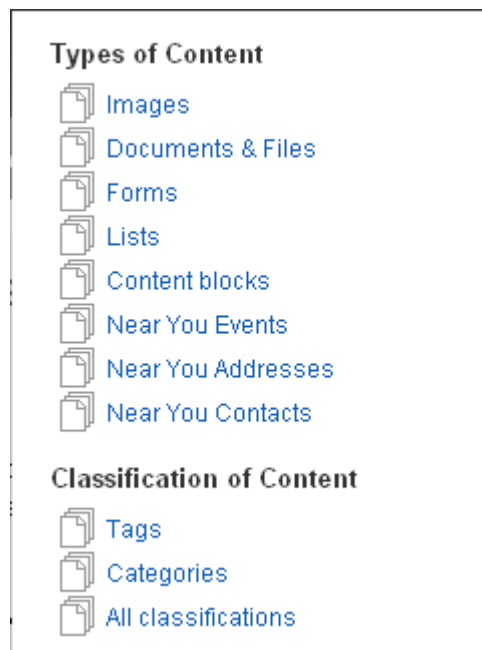 Types of Content
Images
Documents & Files
Forms
Lists
Content blocks
Near You Events
Near You Addresses
Near You Contacts
Classification of Content
Tags
Categories
All classifications